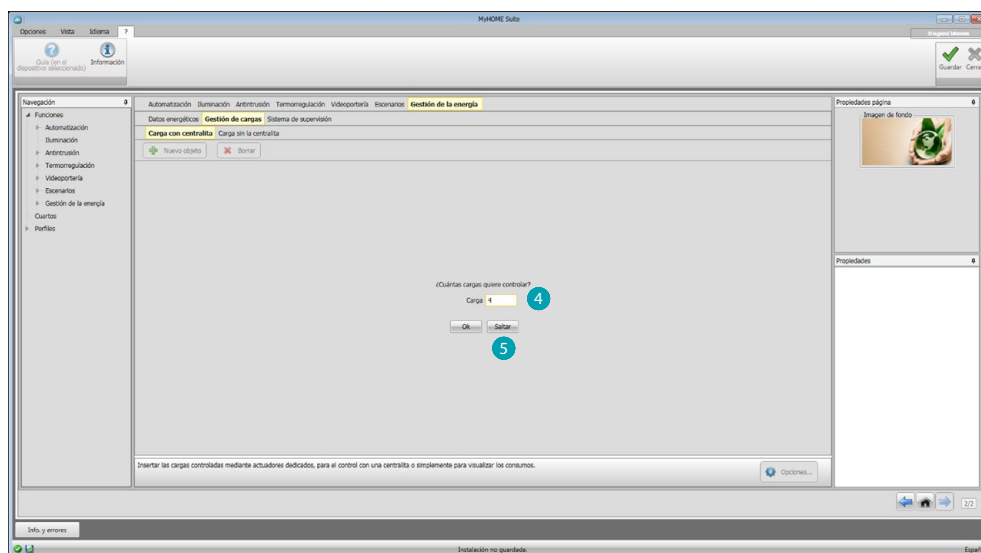 MyHOME Suite
Opciones Vista Idioma ?
Guía (en el dispositivo seleccionado)
Información
Guardar Cerra
Navegación
Funciones
Automatización
Iluminación
Antintrusión
Termorregulación
Videoportería
Escenarios
Gestión de la energía
Cuartos
Perfiles
Automatización Iluminación Antintrusión Termorregulación Videoportería Escenarios Gestión de la energía
Datos energéticos Gestión de cargas Sistema de supervisión
Carga con centralita Carga sin la centralita
Nuevo objeto Borrar
¿Cuántas cargas quiere controlar?
Carga 4
4
Ok Saltar
5
Insertar las cargas controladas mediante actuadores dedicados, para el control con una centralita o simplemente para visualizar los consumos.
Opciones...
Propiedades página
Imagen de fondo
Propiedades
2/2
Info. y errores
Instalación no guardada.
Españ